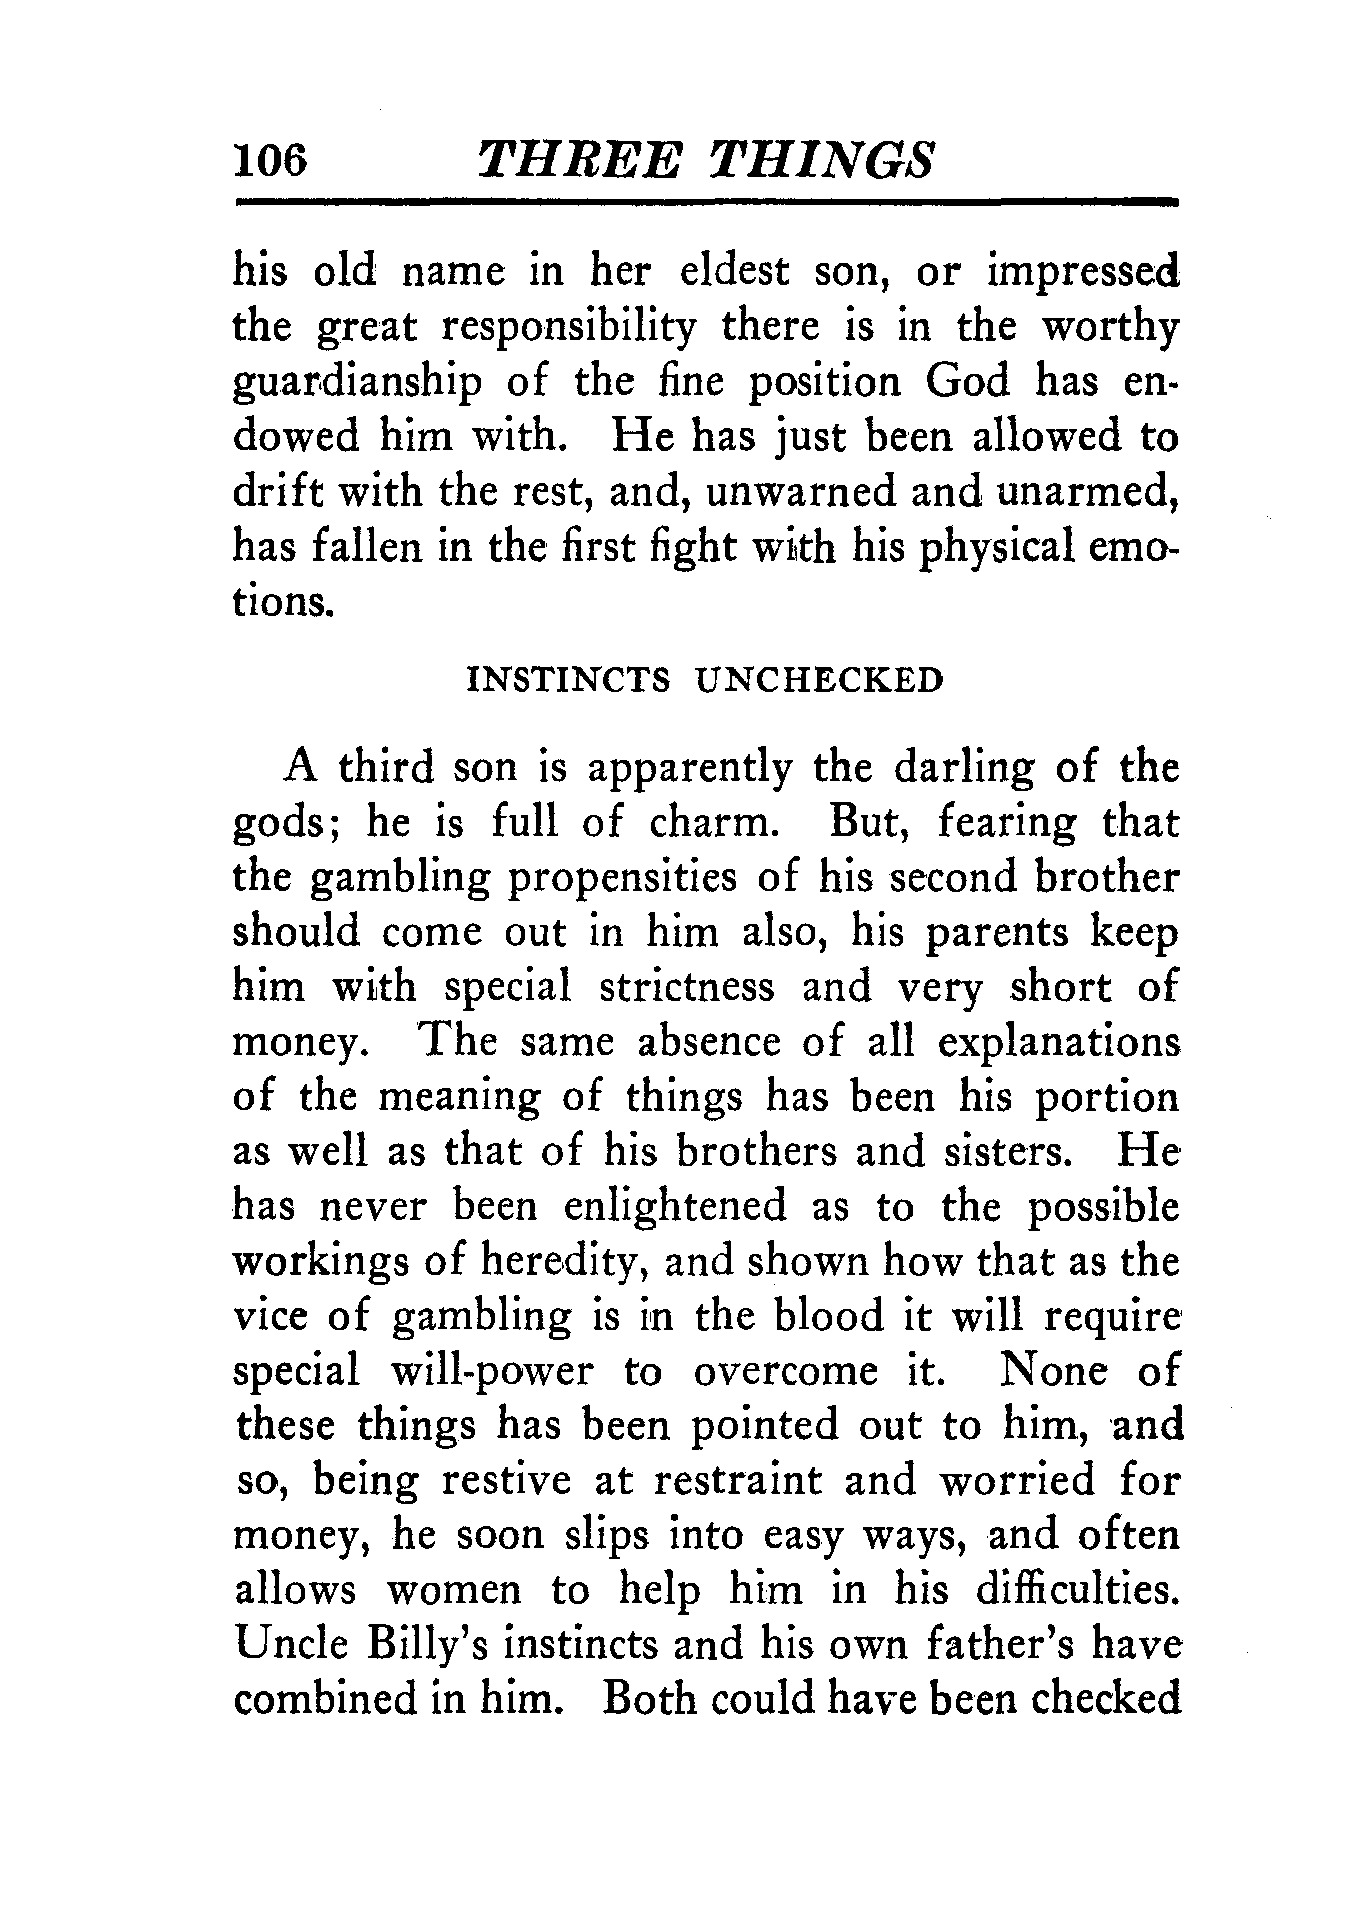 106 THREE THINGS
his old name in her eldest son, or impressed
the great responsibility there is in the worthy
guardianship of the fine position God has en-
dowed him with. He has just been allowed to
drift with the rest, and, unwarned and unarmed,
has fallen in the first fight with his physical emo-
tions.
INSTINCTS UNCHECKED
A third son is apparently the darling of the
gods; he is full of charm. But, fearing that
the gambling propensities of his second brother
should come out in him also, his parents keep
him with special strictness and very short of
money. The same absence of all explanations
of the meaning of things has been his portion
as well as that of his brothers and sisters. He
has never been enlightened as to the possible
workings of heredity, and shown how that as the
vice of gambling is in the blood it will require
special will-power to overcome it. None of
these things has been pointed out to him, and
so, being restive at restraint and worried for
money, he soon slips into easy ways, and often
allows women to help him in his difficulties.
Uncle Billy's instincts and his own father's have
combined in him. Both could have been checked